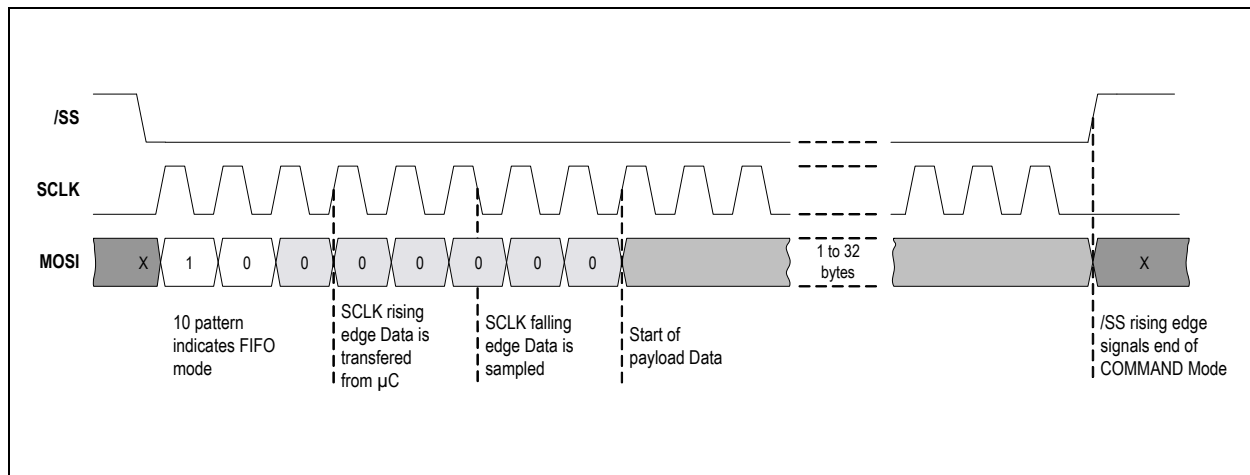 /SS
SCLK
MOSI
X
1
0
0
0
0
0
0
0
1 to 32
bytes
X
10 pattern
indicates FIFO
mode
SCLK rising
edge Data is
transfered
from µC
SCLK falling
edge Data is
sampled
Start of
payload Data
/SS rising edge
signals end of
COMMAND Mode